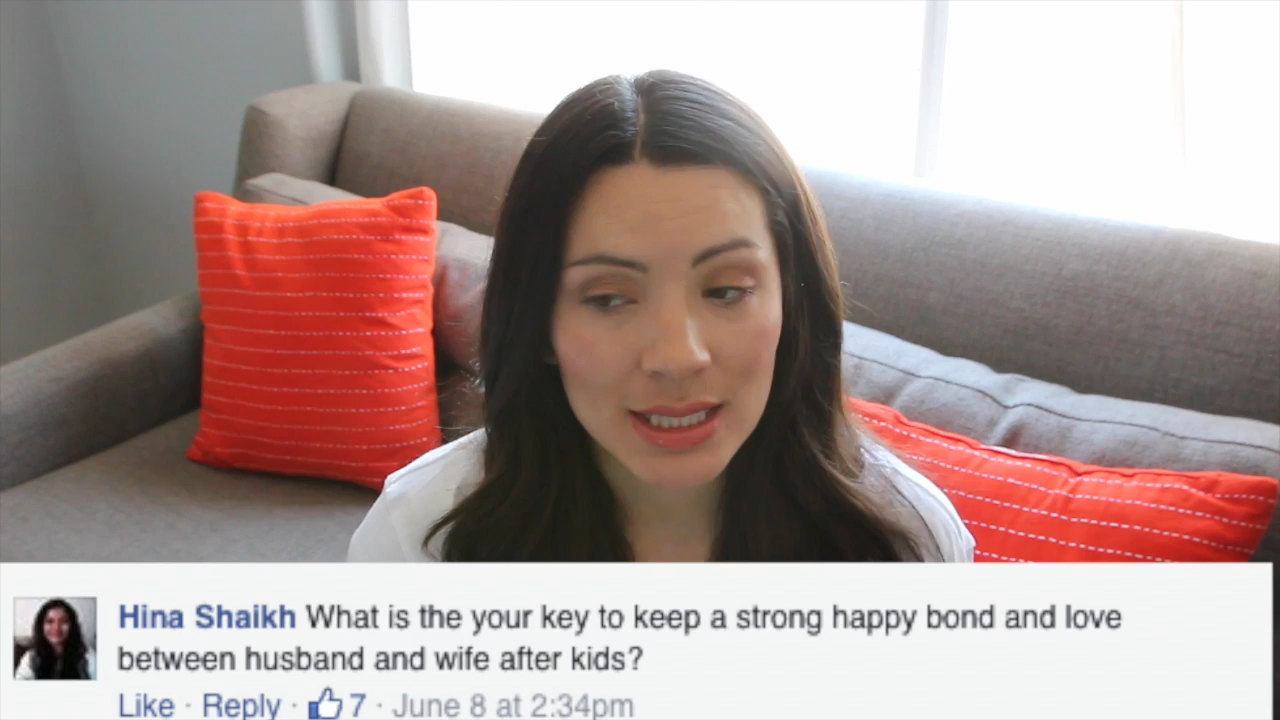 Hina Shaikh What is the your key to keep a strong happy bond and love
between husband and wife after kids?
Like · Reply · 7 · June 8 at 2:34pm